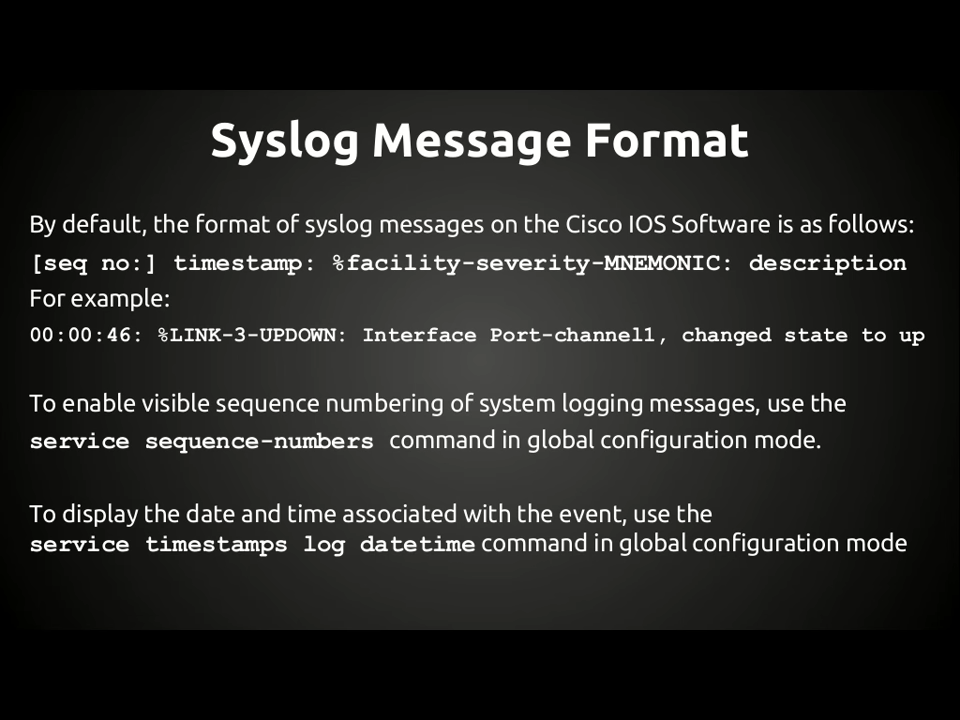 Syslog Message Format
By default, the format of syslog messages on the Cisco IOS Software is as follows:
[seq no:] timestamp: %facility-severity-MNEMONIC: description
For example:
00:00:46: %LINK-3-UPDOWN: Interface Port-channel1, changed state to up
To enable visible sequence numbering of system logging messages, use the
service sequence-numbers command in global configuration mode.
To display the date and time associated with the event, use the
service timestamps log datetime command in global configuration mode